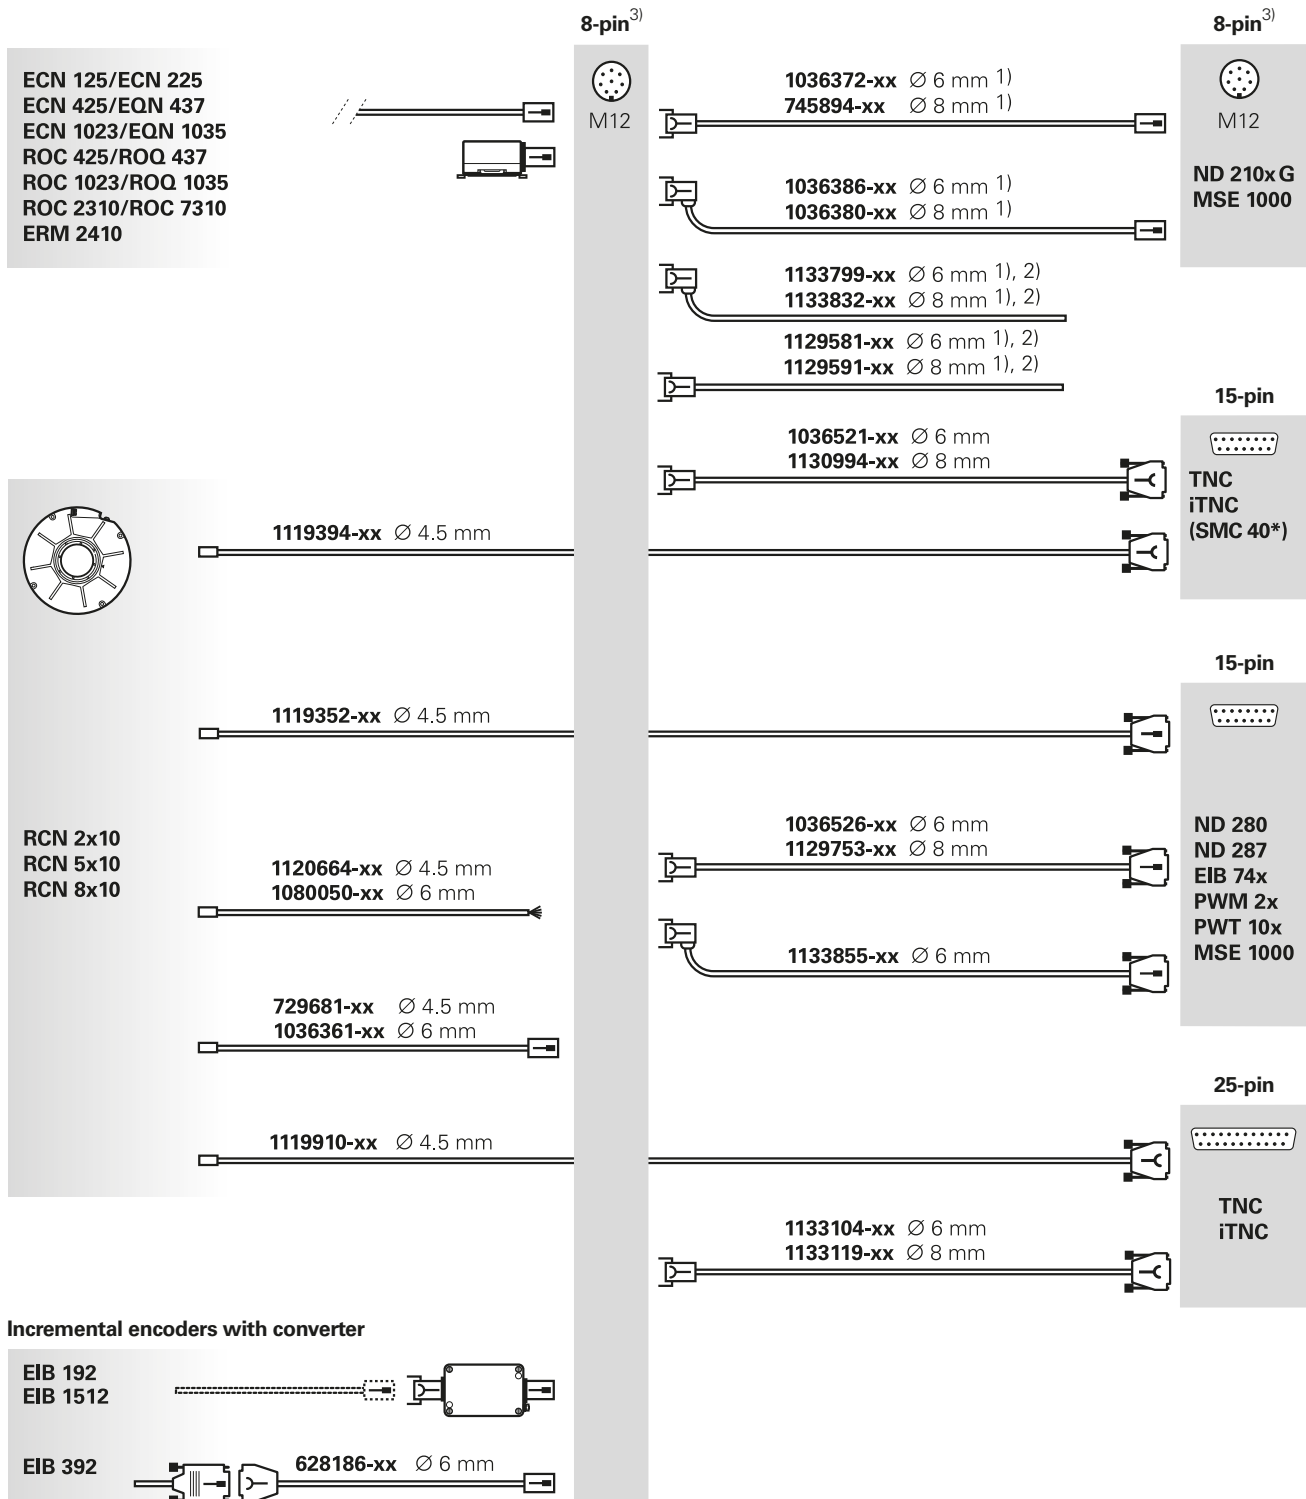 8-pin3)
8-pin3)
ECN 125/ECN 225
ECN 425/EQN 437
ECN 1023/EQN 1035
ROC 425/ROQ 437
ROC 1023/ROQ 1035
ROC 2310/ROC 7310
ERM 2410
M12
1036372-xx Ø 6 mm 1)
745894-xx Ø 8 mm 1)
M12
ND 210x G
MSE 1000
1036386-xx Ø 6 mm 1)
1036380-xx Ø 8 mm 1)
1133799-xx Ø 6 mm 1), 2)
1133832-xx Ø 8 mm 1), 2)
1129581-xx Ø 6 mm 1), 2)
1129591-xx Ø 8 mm 1), 2)
15-pin
1036521-xx Ø 6 mm
1130994-xx Ø 8 mm
TNC
iTNC
(SMC 40*)
1119394-xx Ø 4.5 mm
15-pin
1119352-xx Ø 4.5 mm
RCN 2x10
RCN 5x10
RCN 8x10
1120664-xx Ø 4.5 mm
1080050-xx Ø 6 mm
1036526-xx Ø 6 mm
1129753-xx Ø 8 mm
1133855-xx Ø 6 mm
ND 280
ND 287
EIB 74x
PWM 2x
PWT 10x
MSE 1000
729681-xx Ø 4.5 mm
1036361-xx Ø 6 mm
25-pin
1119910-xx Ø 4.5 mm
TNC
iTNC
1133104-xx Ø 6 mm
1133119-xx Ø 8 mm
Incremental encoders with converter
EIB 192
EIB 1512
EIB 392
628186-xx Ø 6 mm